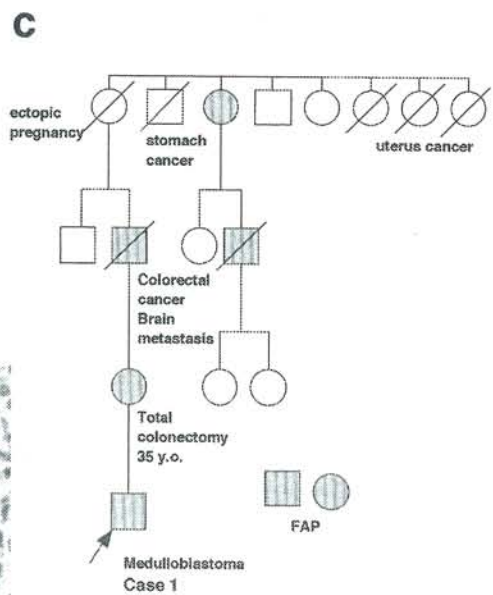 C
ectopic
pregnancy
stomach
cancer
uterus cancer
Colorectal
cancer
Brain
metastasis
Total
colonectomy
35 y.o.
FAP
Medulloblastoma
Case 1